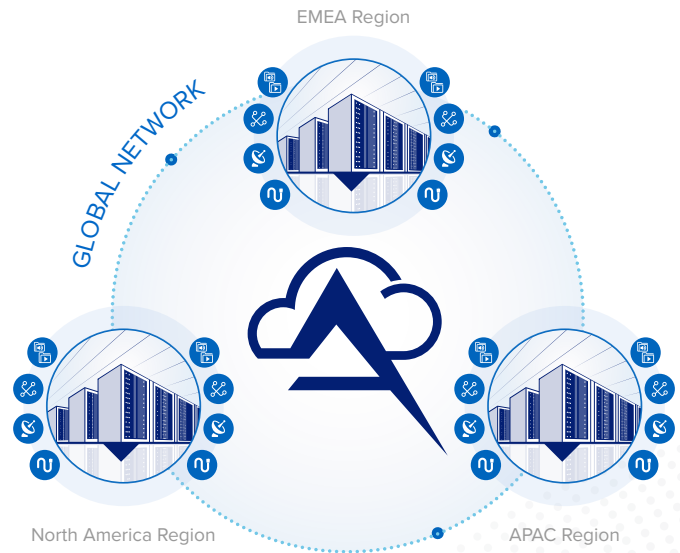 EMEA Region
GLOBAL NETWORK
North America Region
APAC Region